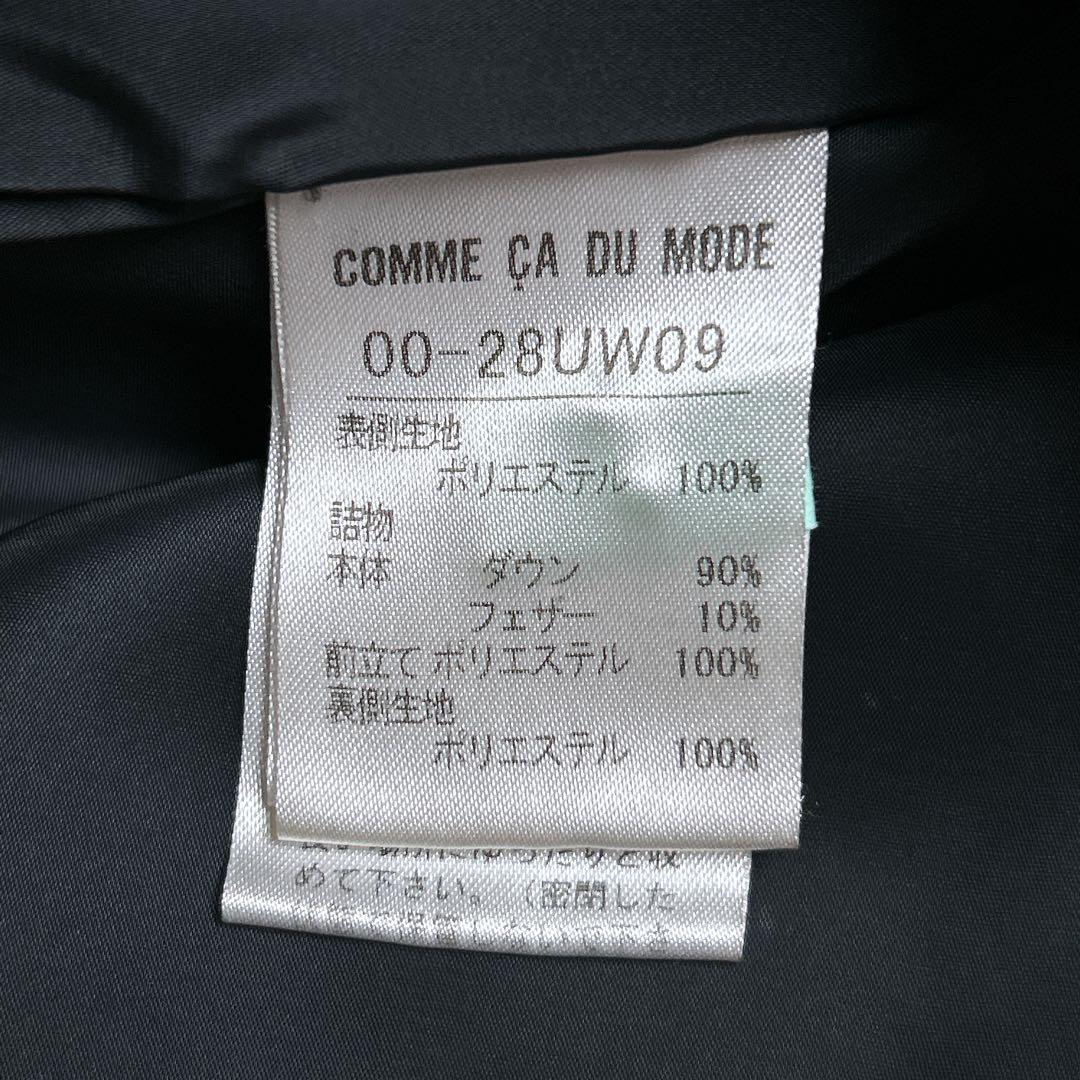 COMME ÇA DU MODE
00-28UW09
表側生地
ポリエステル 100%
詰物
本体 ダウン 90%
フェザー 10%
前立て ポリエステル 100%
裏側生地
ポリエステル 100%
めて下さい。（密閉した